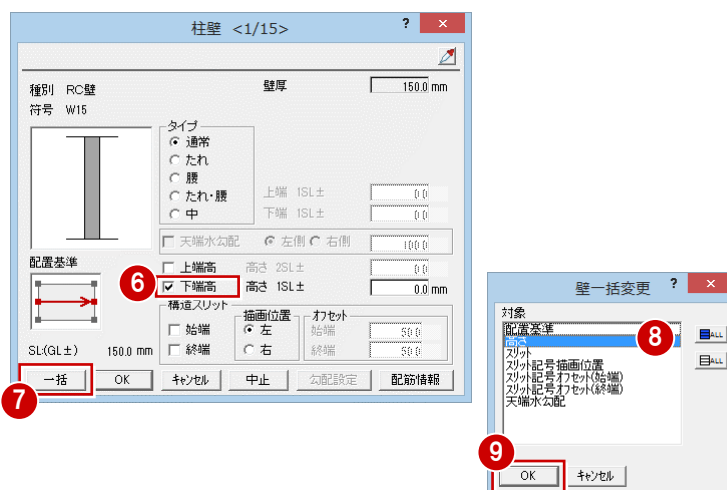 柱壁 <1/15>
? ×
種別 RC壁
壁厚 150.0 mm
符号 W15
タイプ
通常
たれ
腰
たれ・腰
中
上端 1SL± 0.0
下端 1SL± 0.0
天端水勾配 左側 右側 100.0
配置基準
上端高 高さ 2SL± 0.0
6 下端高 高さ 1SL± 0.0 mm
構造スリット
描画位置
オフセット
始端 左 始端 50.0
終端 右 終端 50.0
SL:(GL±) 150.0 mm
一括 OK キャンセル 中止 勾配設定 配筋情報
7
壁一括変更 ? ×
対象
配置基準
高さ
8
スリット
スリット記号描画位置
スリット記号オフセット(始端)
スリット記号オフセット(終端)
天端水勾配
ALL
ALL
9
OK キャンセル